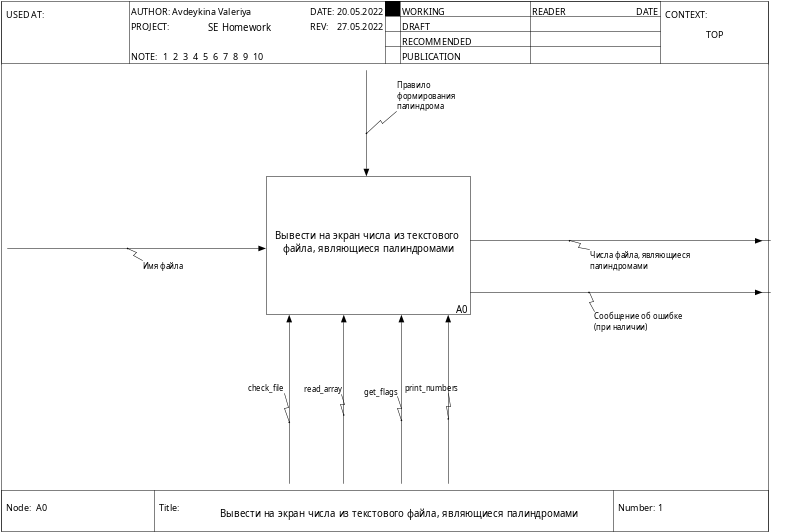 USED AT:
AUTHOR: Avdeykina Valeriya
DATE: 20.05.2022
PROJECT: SE Homework
REV: 27.05.2022
NOTE: 1 2 3 4 5 6 7 8 9 10
WORKING
DRAFT
RECOMMENDED
PUBLICATION
READER DATE
CONTEXT:
TOP
Правило
формирования
палиндрома
Вывести на экран числа из текстового
файла, являющиеся палиндромами
A0
Имя файла
Числа файла, являющиеся
палиндромами
Сообщение об ошибке
(при наличии)
check_file
read_array
get_flags
print_numbers
Node: A0
Title: Вывести на экран числа из текстового файла, являющиеся палиндромами
Number: 1